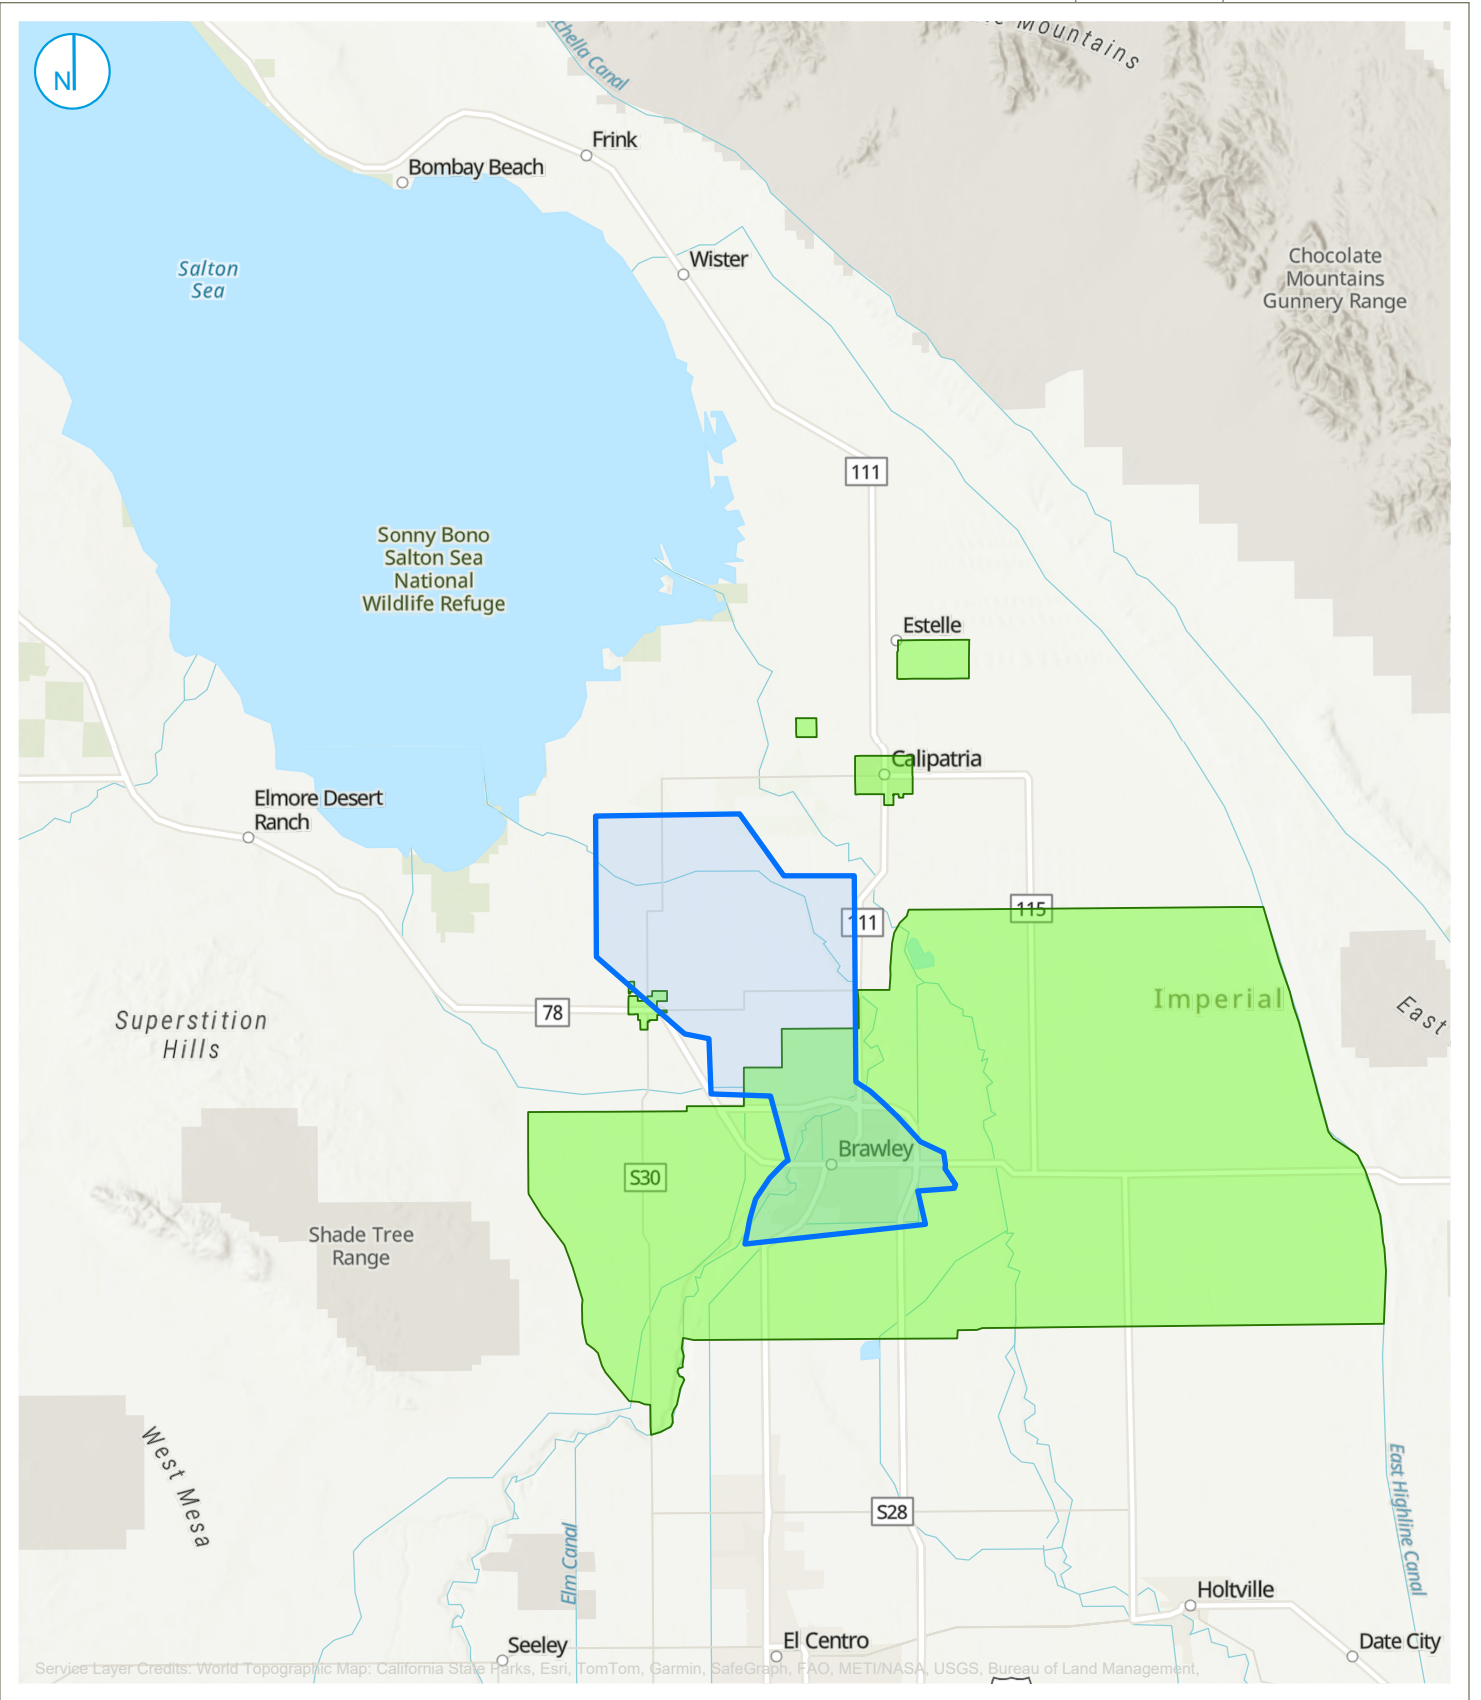 N
chella Canal
Mountains
Frink
Bombay Beach
Salton
Sea
Wister
Chocolate
Mountains
Gunnery Range
111
Sonny Bono
Salton Sea
National
Wildlife Refuge
Estelle
Calipatria
Elmore Desert
Ranch
111
115
Imperial
East
78
Superstition
Hills
Brawley
S30
Shade Tree
Range
West Mesa
S28
Elm Canal
East Highline Canal
Holtville
Seeley
El Centro
Date City
Service Layer Credits: World Topographic Map: California State Parks, Esri, TomTom, Garmin, SafeGraph, FAO, METI/NASA, USGS, Bureau of Land Management,